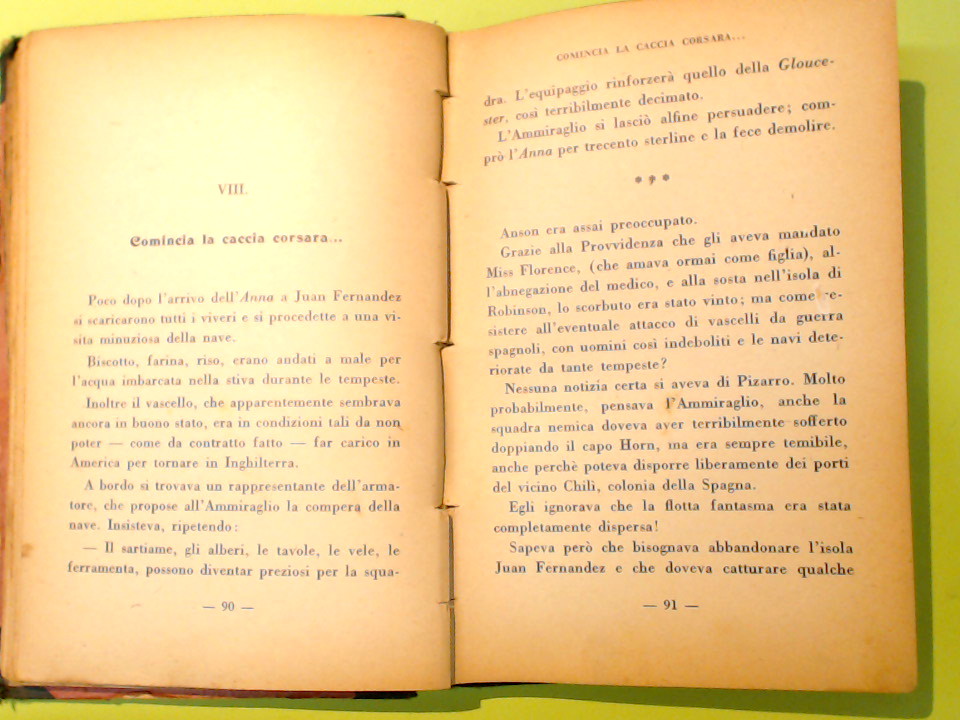 VIII.
Comincia la caccia corsara...
Poco dopo l'arrivo dell'Anna a Juan Fernandez
si scaricarono tutti i viveri e si procedette a una vi-
sita minuziosa della nave.
Biscotto, farina, riso, erano andati a male per
l'acqua imbarcata nella stiva durante le tempeste.
Inoltre il vascello, che apparentemente sembrava
ancora in buono stato, era in condizioni tali da non
poter — come da contratto fatto — far carico in
America per tornare in Inghilterra.
A bordo si trovava un rappresentante dell'arma-
tore, che propose all'Ammiraglio la compera della
nave. Insisteva, ripetendo:
— Il sartiame, gli alberi, le tavole, le vele, le
ferramenta, possono diventar preziosi per la squa-
— 90 —
COMINCIA LA CACCIA CORSARA...
dra. L'equipaggio rinforzerà quello della Glouce-
ster, così terribilmente decimato.
L'Ammiraglio si lasciò alfine persuadere; com-
prò l'Anna per trecento sterline e la fece demolire.
* * *
Anson era assai preoccupato.
Grazie alla Provvidenza che gli aveva mandato
Miss Florence, (che amava ormai come figlia), al-
l'abnegazione del medico, e alla sosta nell'isola di
Robinson, lo scorbuto era stato vinto; ma come re-
sistere all'eventuale attacco di vascelli da guerra
spagnoli, con uomini così indeboliti e le navi dete-
riorate da tante tempeste?
Nessuna notizia certa si aveva di Pizarro. Molto
probabilmente, pensava l'Ammiraglio, anche la
squadra nemica doveva aver terribilmente sofferto
doppiando il capo Horn, ma era sempre temibile,
anche perchè poteva disporre liberamente dei porti
del vicino Chilì, colonia della Spagna.
Egli ignorava che la flotta fantasma era stata
completamente dispersa!
Sapeva però che bisognava abbandonare l'isola
Juan Fernandez e che doveva catturare qualche
— 91 —